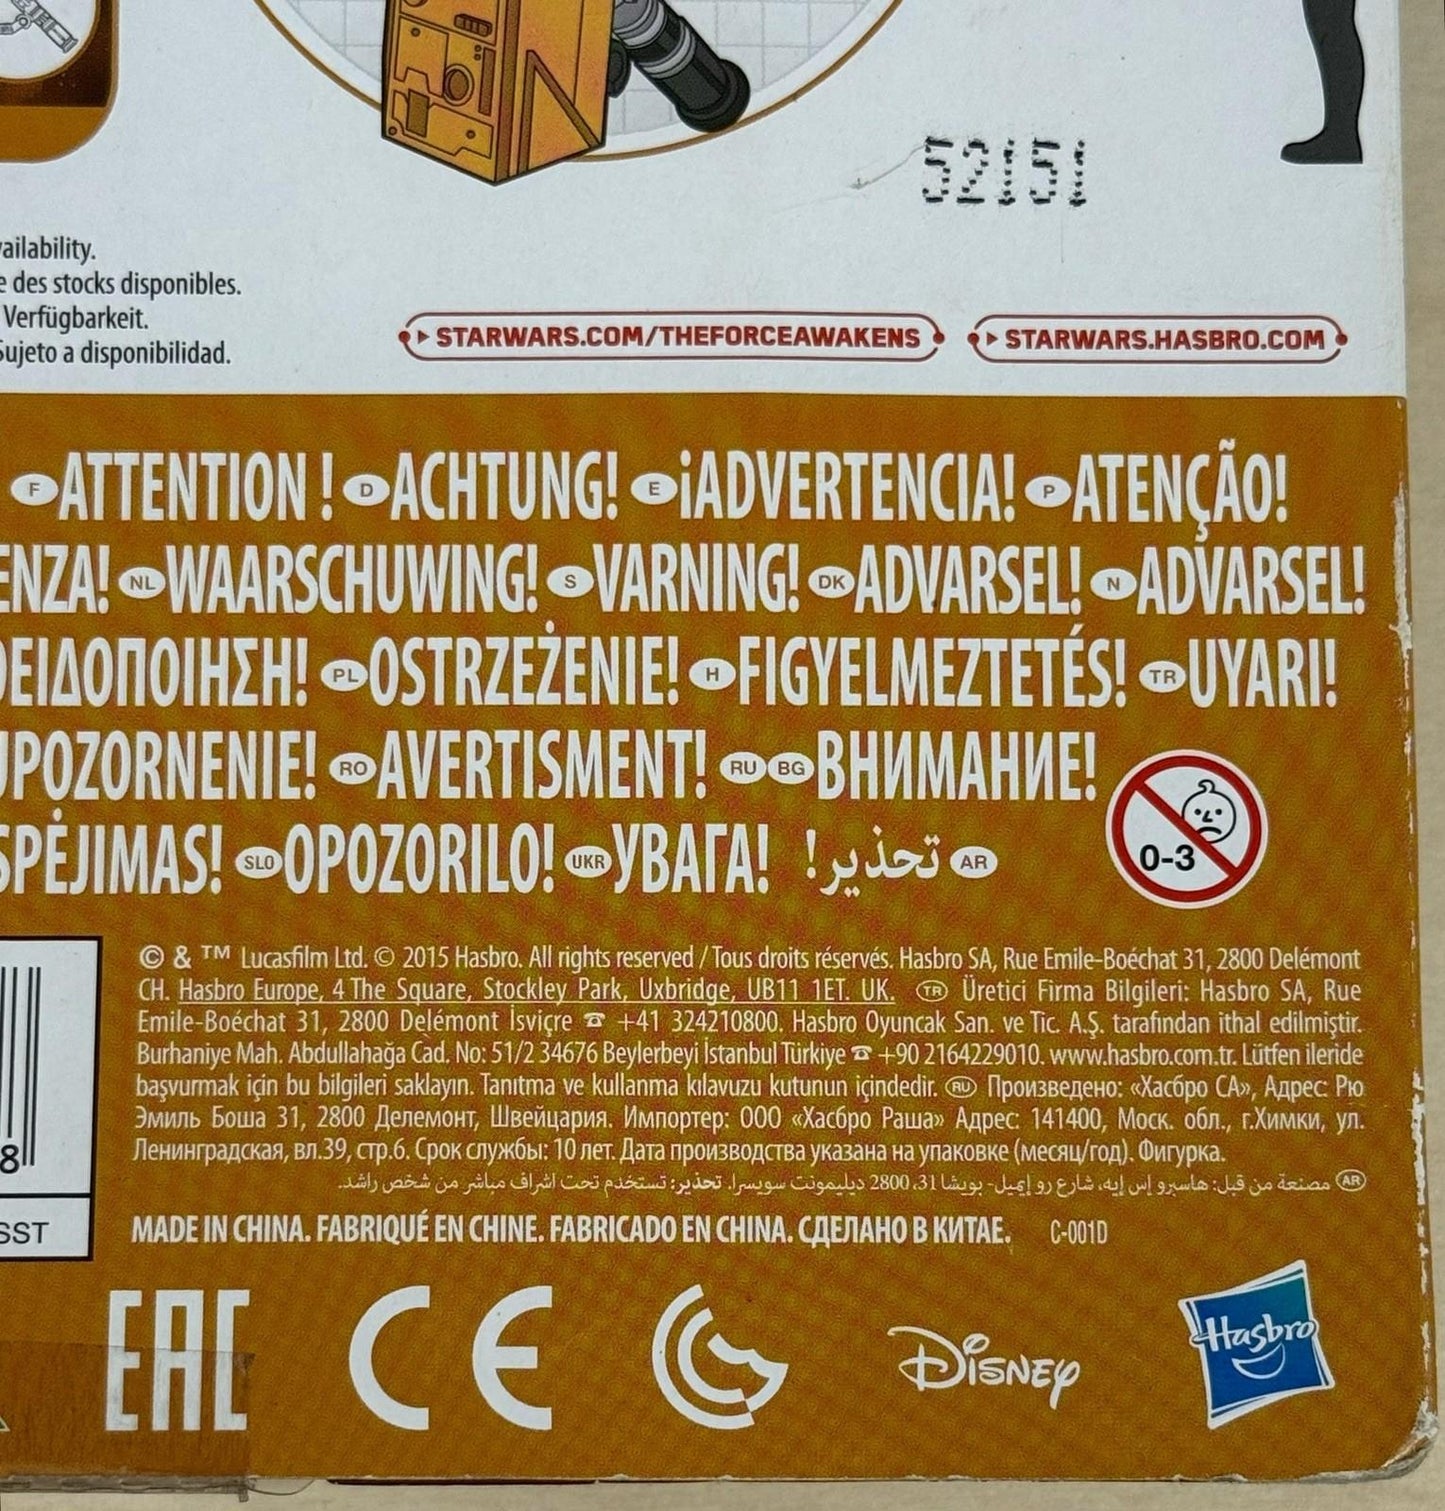 52151
availability.
des stocks disponibles.
Verfügbarkeit.
Sujeto a disponibilidad.
STARWARS.COM/THEFORCEAWAKENS STARWARS.HASBRO.COM
F ATTENTION ! D ACHTUNG! E ¡ADVERTENCIA! P ATENÇÃO!
ENZA! NL WAARSCHUWING! S VARNING! DK ADVARSEL! N ADVARSEL!
ΟΕΙΔΟΠΟΙΗΣΗ! PL OSTRZEŻENIE! H FIGYELMEZTETÉS! TR UYARI!
UPOZORNENIE! RO AVERTISMENT! RU BG ВНИМАНИЕ!
SPĖJIMAS! SLO OPOZORILO! UKR УВАГА! تحذير! AR
0-3
© & ™ Lucasfilm Ltd. © 2015 Hasbro. All rights reserved / Tous droits réservés. Hasbro SA, Rue Emile-Boéchat 31, 2800 Delémont
CH. Hasbro Europe, 4 The Square, Stockley Park, Uxbridge, UB11 1ET. UK. TR Üretici Firma Bilgileri: Hasbro SA, Rue
Emile-Boéchat 31, 2800 Delémont İsviçre ☎ +41 324210800. Hasbro Oyuncak San. ve Tic. A.Ş. tarafından ithal edilmiştir.
Burhaniye Mah. Abdullahağa Cad. No: 51/2 34676 Beylerbeyi İstanbul Türkiye ☎ +90 2164229010. www.hasbro.com.tr. Lütfen ileride
başvurmak için bu bilgileri saklayın. Tanıtma ve kullanma kılavuzu kutunun içindedir. RU Произведено: «Хасбро СА», Адрес: Рю
Эмиль Боша 31, 2800 Делемонт, Швейцария. Импортер: ООО «Хасбро Раша» Адрес: 141400, Моск. обл., г.Химки, ул.
Ленинградская, вл.39, стр.6. Срок службы: 10 лет. Дата производства указана на упаковке (месяц/год). Фигурка.
AR مصنعة من قبل: هاسبرو إس إيه، شارع رو إميل- بويشا 31، 2800 ديليمونت سويسرا. تحذير: تستخدم تحت اشراف مباشر من شخص راشد.
8
SST
MADE IN CHINA. FABRIQUÉ EN CHINE. FABRICADO EN CHINA. СДЕЛАНО В КИТАЕ. C-001D
EAC CE DISNEY Hasbro